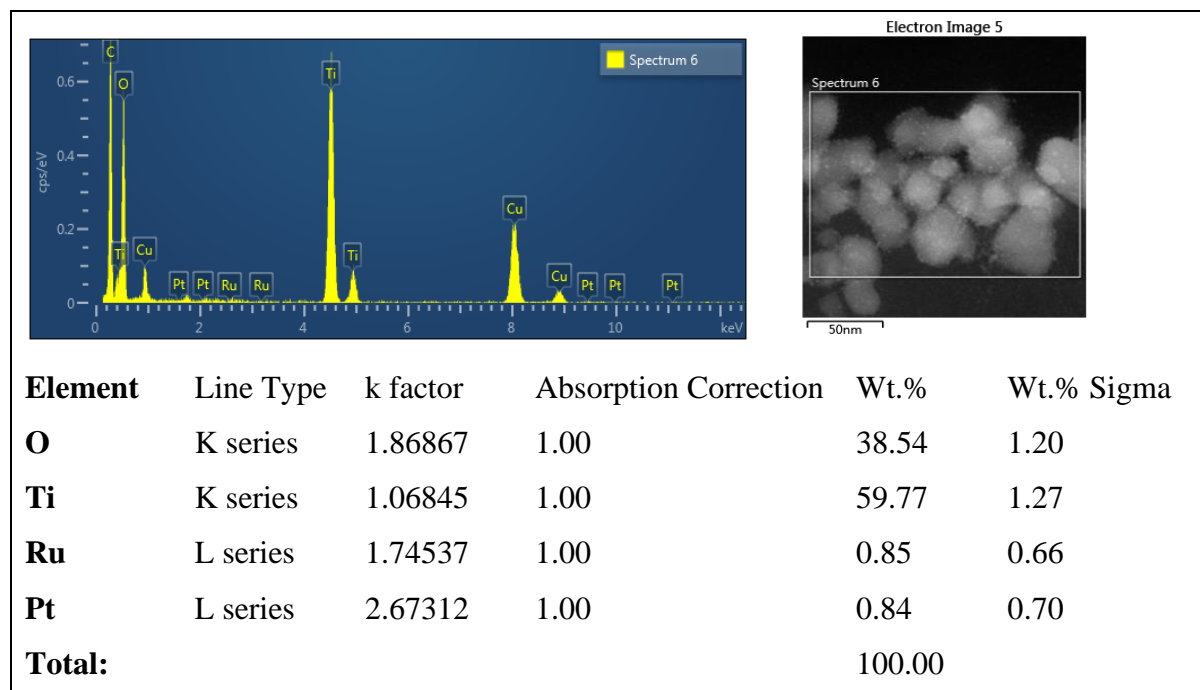 Electron Image 5
C
Spectrum 6
Ti
O
Spectrum 6
0.6
0.4
cps/eV
Cu
0.2
Ti Cu Ti Cu
Pt Pt Ru Ru Pt Pt Pt
0
0 2 4 6 8 10 keV
50nm
Element Line Type k factor Absorption Correction Wt.% Wt.% Sigma
O K series 1.86867 1.00 38.54 1.20
Ti K series 1.06845 1.00 59.77 1.27
Ru L series 1.74537 1.00 0.85 0.66
Pt L series 2.67312 1.00 0.84 0.70
Total: 100.00